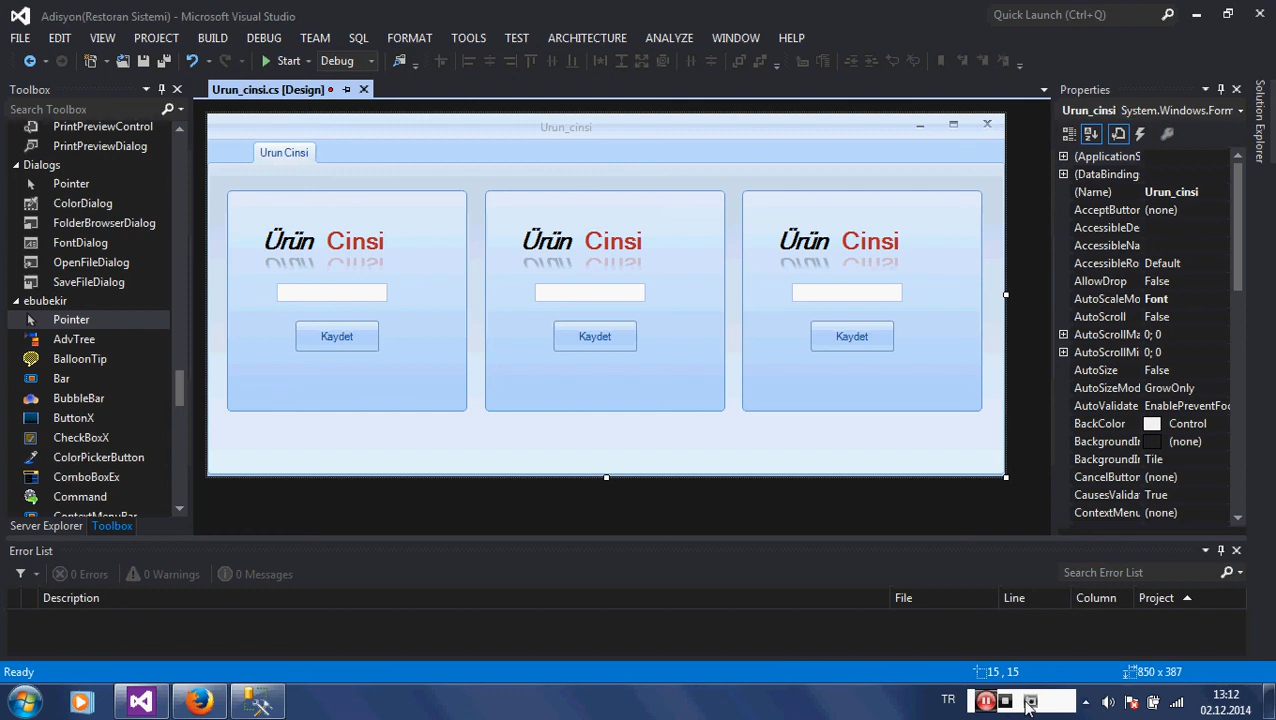 Adisyon(Restoran Sistemi) - Microsoft Visual Studio
Quick Launch (Ctrl+Q)
FILE EDIT VIEW PROJECT BUILD DEBUG TEAM SQL FORMAT TOOLS TEST ARCHITECTURE ANALYZE WINDOW HELP
Start Debug
Toolbox
Search Toolbox
PrintPreviewControl
PrintPreviewDialog
Dialogs
Pointer
ColorDialog
FolderBrowserDialog
FontDialog
OpenFileDialog
SaveFileDialog
ebubekir
Pointer
AdvTree
BalloonTip
Bar
BubbleBar
ButtonX
CheckBoxX
ColorPickerButton
ComboBoxEx
Command
ContextMenuBar
Server Explorer Toolbox
Urun_cinsi.cs [Design]
Urun_cinsi
Urun Cinsi
Ürün Cinsi
Kaydet
Ürün Cinsi
Kaydet
Ürün Cinsi
Kaydet
Properties
Urun_cinsi System.Windows.Form
(ApplicationS
(DataBinding
(Name) Urun_cinsi
AcceptButton (none)
AccessibleDe
AccessibleNa
AccessibleRo Default
AllowDrop False
AutoScaleMo Font
AutoScroll False
AutoScrollMa 0; 0
AutoScrollMi 0; 0
AutoSize False
AutoSizeMod GrowOnly
AutoValidate EnablePreventFoc
BackColor Control
BackgroundIr (none)
BackgroundIr Tile
CancelButton (none)
CausesValida True
ContextMenu (none)
Solution Explorer
Error List
0 Errors 0 Warnings 0 Messages
Search Error List
Description File Line Column Project
Ready
15 , 15
850 x 387
TR
13:12
02.12.2014